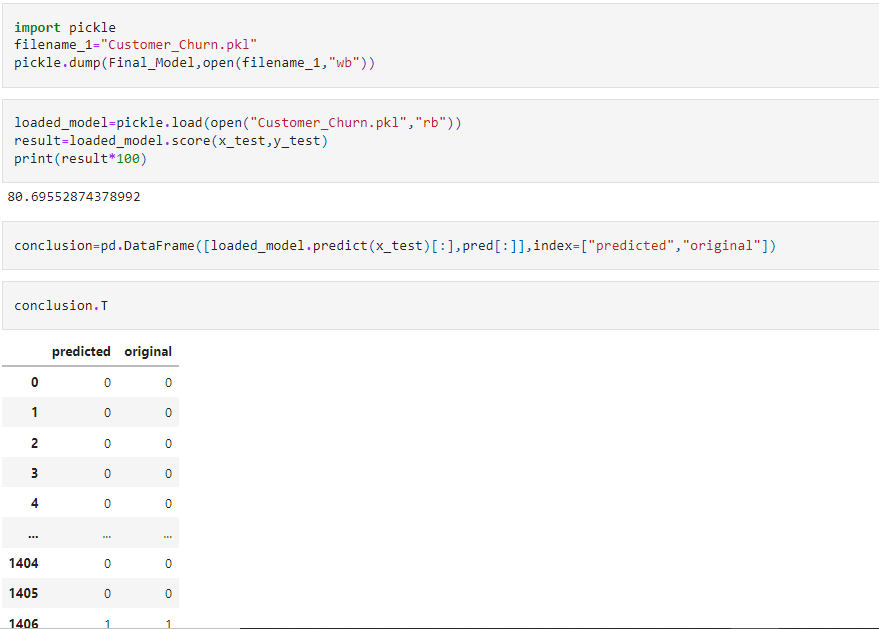 import pickle
filename_1="Customer_Churn.pkl"
pickle.dump(Final_Model,open(filename_1,"wb"))
loaded_model=pickle.load(open("Customer_Churn.pkl","rb"))
result=loaded_model.score(x_test,y_test)
print(result*100)
80.69552874378992
conclusion=pd.DataFrame([loaded_model.predict(x_test)[:],pred[:]],index=["predicted","original"])
conclusion.T
predicted original
0 0 0
1 0 0
2 0 0
3 0 0
4 0 0
... ... ...
1404 0 0
1405 0 0
1406 1 1